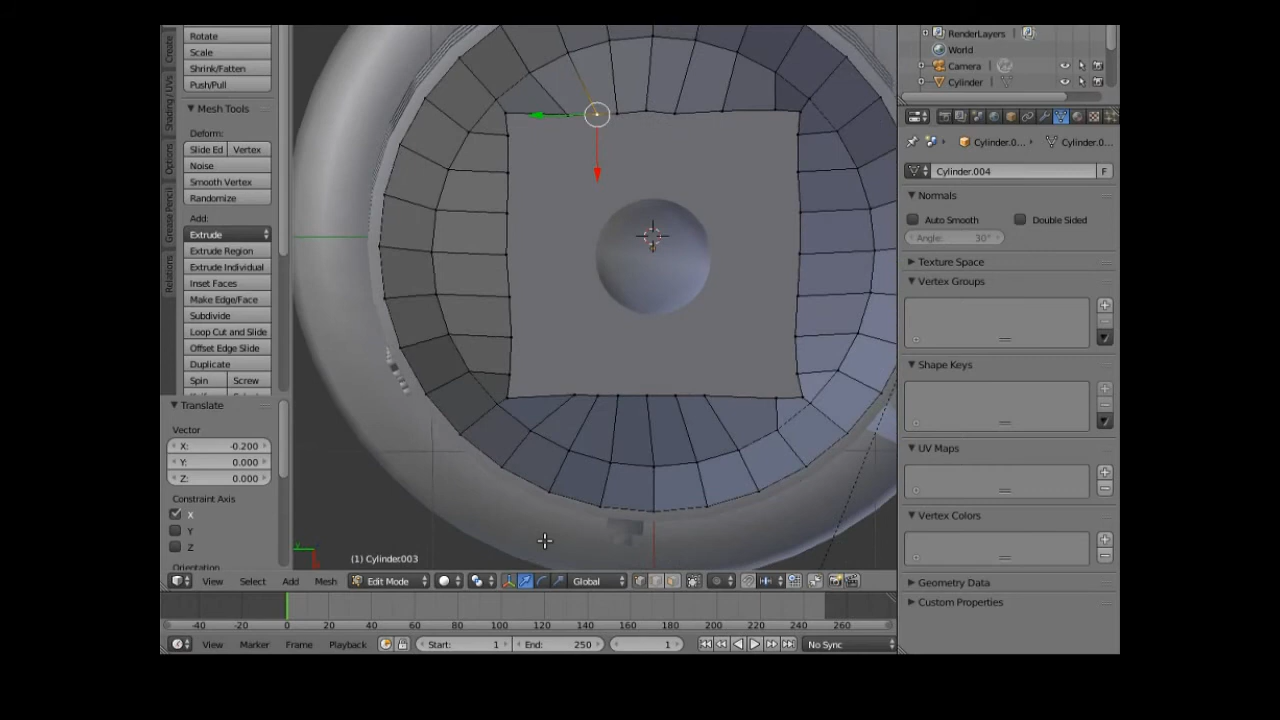 Create
Shading / UVs
Options
Grease Pencil
Relations
Rotate
Scale
Shrink/Fatten
Push/Pull
Mesh Tools
Deform:
Slide Ed Vertex
Noise
Smooth Vertex
Randomize
Add:
Extrude
Extrude Region
Extrude Individual
Inset Faces
Make Edge/Face
Subdivide
Loop Cut and Slide
Offset Edge Slide
Duplicate
Spin Screw
Translate
Vector
X: -0.200
Y: 0.000
Z: 0.000
Constraint Axis
X
Y
Z
Orientation
(1) Cylinder003
View Select Add Mesh Edit Mode Global
-40 -20 0 20 40 60 80 100 120 140 160 180 200 220 240 260
View Marker Frame Playback Start: 1 End: 250 1 No Sync
RenderLayers
World
Camera
Cylinder
Cylinder.0... Cylinder.0...
Cylinder.004 F
Normals
Auto Smooth Double Sided
Angle: 30°
Texture Space
Vertex Groups
Shape Keys
UV Maps
Vertex Colors
Geometry Data
Custom Properties